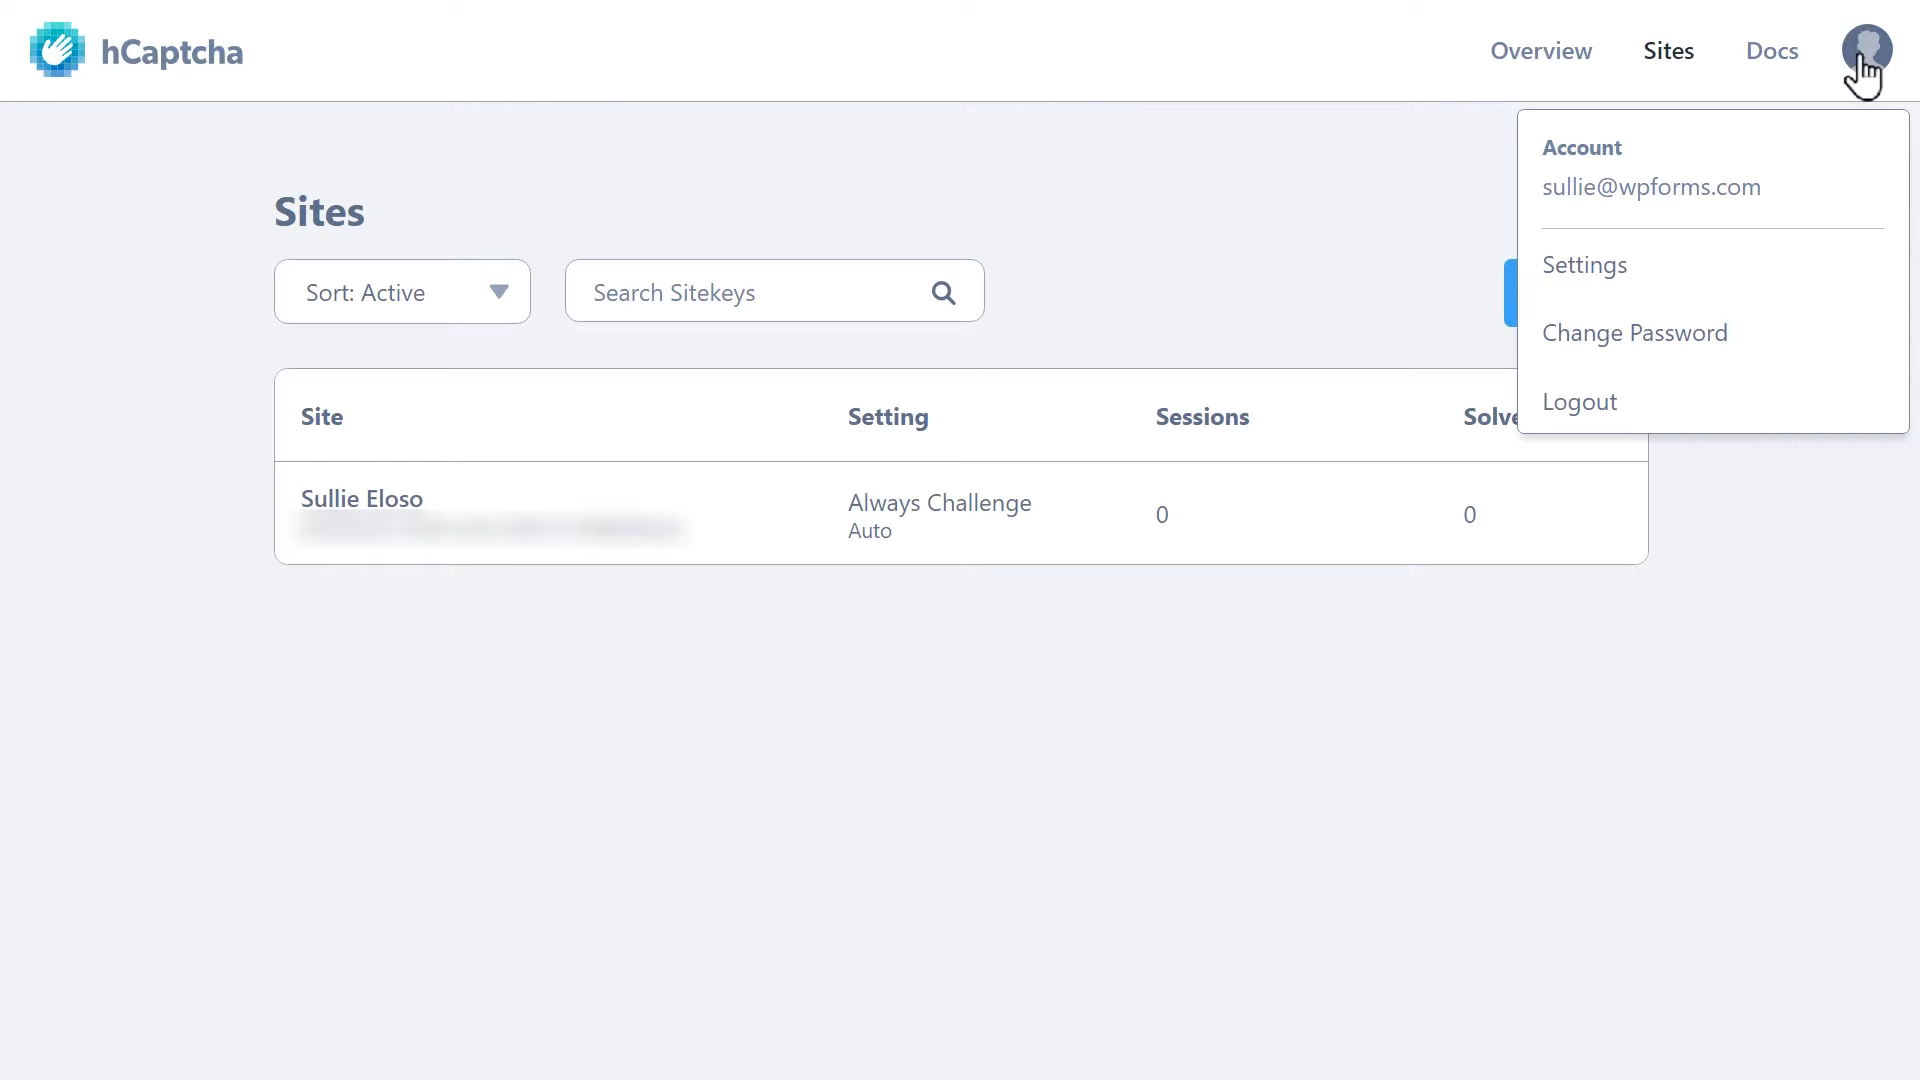 hCaptcha
Overview
Sites
Docs
Account
sullie@wpforms.com
Settings
Change Password
Logout
Sites
Sort: Active
Search Sitekeys
Site
Setting
Sessions
Solve
Sullie Eloso
Always Challenge
Auto
0
0